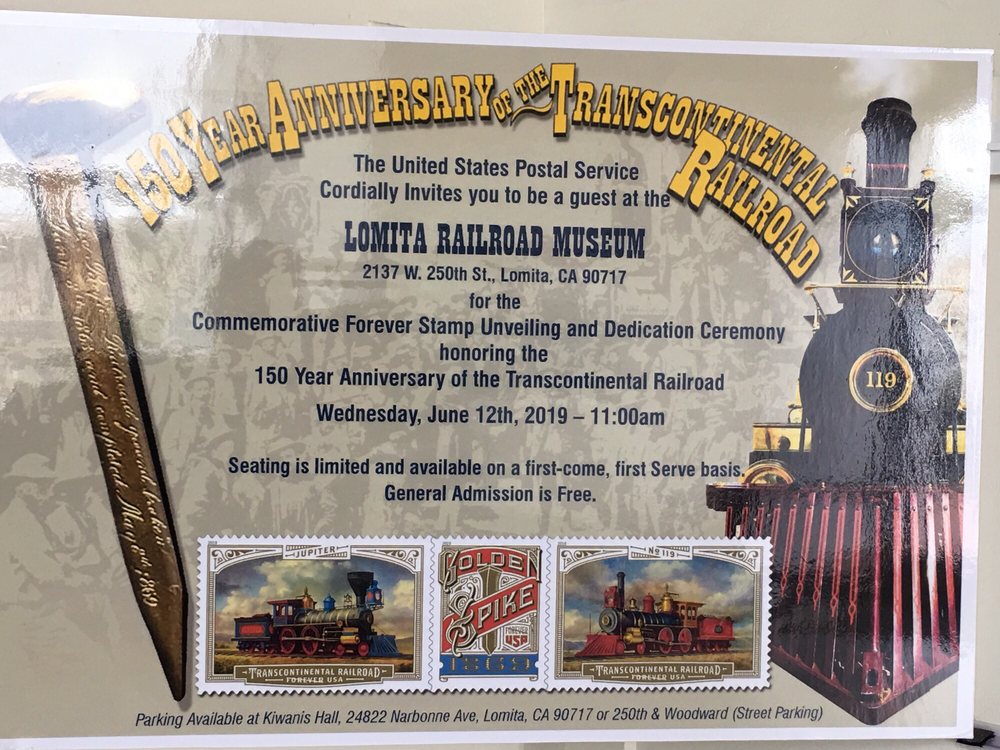 150 YEAR ANNIVERSARY OF THE TRANSCONTINENTAL RAILROAD
The United States Postal Service
Cordially Invites you to be a guest at the
LOMITA RAILROAD MUSEUM
2137 W. 250th St., Lomita, CA 90717
for the
Commemorative Forever Stamp Unveiling and Dedication Ceremony
honoring the
150 Year Anniversary of the Transcontinental Railroad
Wednesday, June 12th, 2019 – 11:00am
Seating is limited and available on a first-come, first Serve basis.
General Admission is Free.
119
JUPITER
TRANSCONTINENTAL RAILROAD
FOREVER USA
GOLDEN
SPIKE
FOREVER
USA
1869
Nº 119
TRANSCONTINENTAL RAILROAD
FOREVER USA
Parking Available at Kiwanis Hall, 24822 Narbonne Ave, Lomita, CA 90717 or 250th & Woodward (Street Parking)